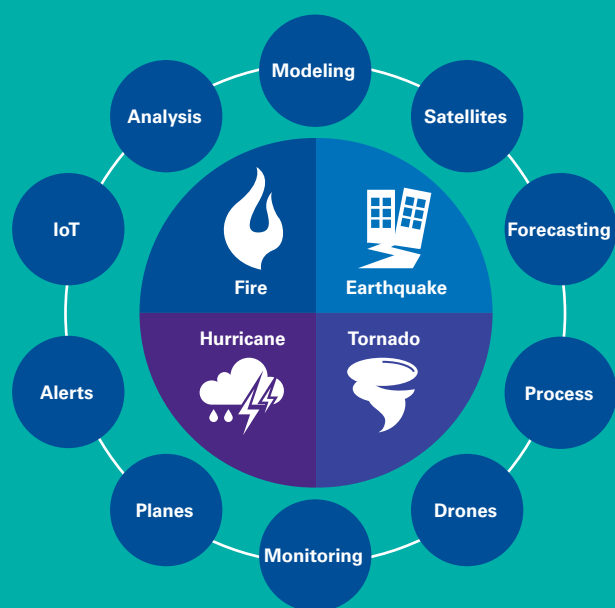 Modeling
Analysis
Satellites
IoT
Forecasting
Fire
Earthquake
Hurricane
Tornado
Alerts
Process
Planes
Drones
Monitoring